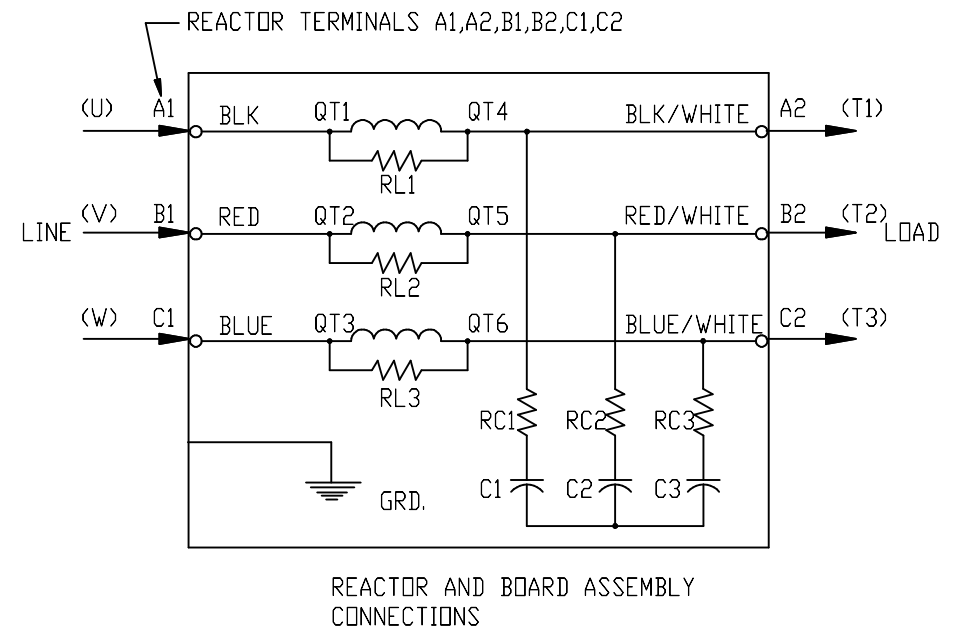 REACTOR TERMINALS A1,A2,B1,B2,C1,C2
(U) A1 BLK QT1 QT4 BLK/WHITE A2 (T1)
RL1
(V) B1 RED QT2 QT5 RED/WHITE B2 (T2)
LINE LOAD
RL2
(W) C1 BLUE QT3 QT6 BLUE/WHITE C2 (T3)
RL3
RC1 RC2 RC3
C1 C2 C3
GRD.
REACTOR AND BOARD ASSEMBLY
CONNECTIONS